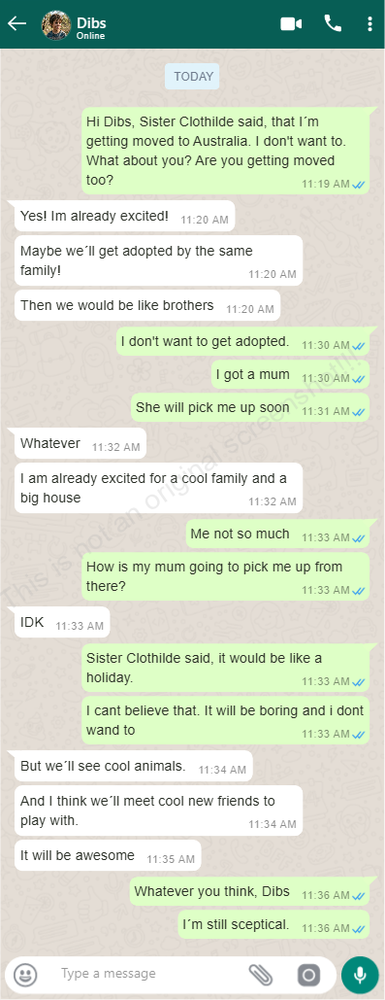 Dibs
Online
TODAY
Hi Dibs, Sister Clothilde said, that I´m
getting moved to Australia. I don't want to.
What about you? Are you getting moved
too?
11:19 AM
Yes! Im already excited!
11:20 AM
Maybe we´ll get adopted by the same
family!
11:20 AM
Then we would be like brothers
11:20 AM
I don't want to get adopted.
11:30 AM
I got a mum
11:30 AM
She will pick me up soon
11:31 AM
Whatever
11:32 AM
I am already excited for a cool family and a
big house
11:32 AM
Me not so much
11:33 AM
How is my mum going to pick me up from
there?
11:33 AM
IDK
11:33 AM
Sister Clothilde said, it would be like a
holiday.
11:33 AM
I cant believe that. It will be boring and i dont
wand to
11:33 AM
But we´ll see cool animals.
11:34 AM
And I think we´ll meet cool new friends to
play with.
11:34 AM
It will be awesome
11:35 AM
Whatever you think, Dibs
11:36 AM
I´m still sceptical.
11:36 AM
Type a message
This is not an original screenshot!!!